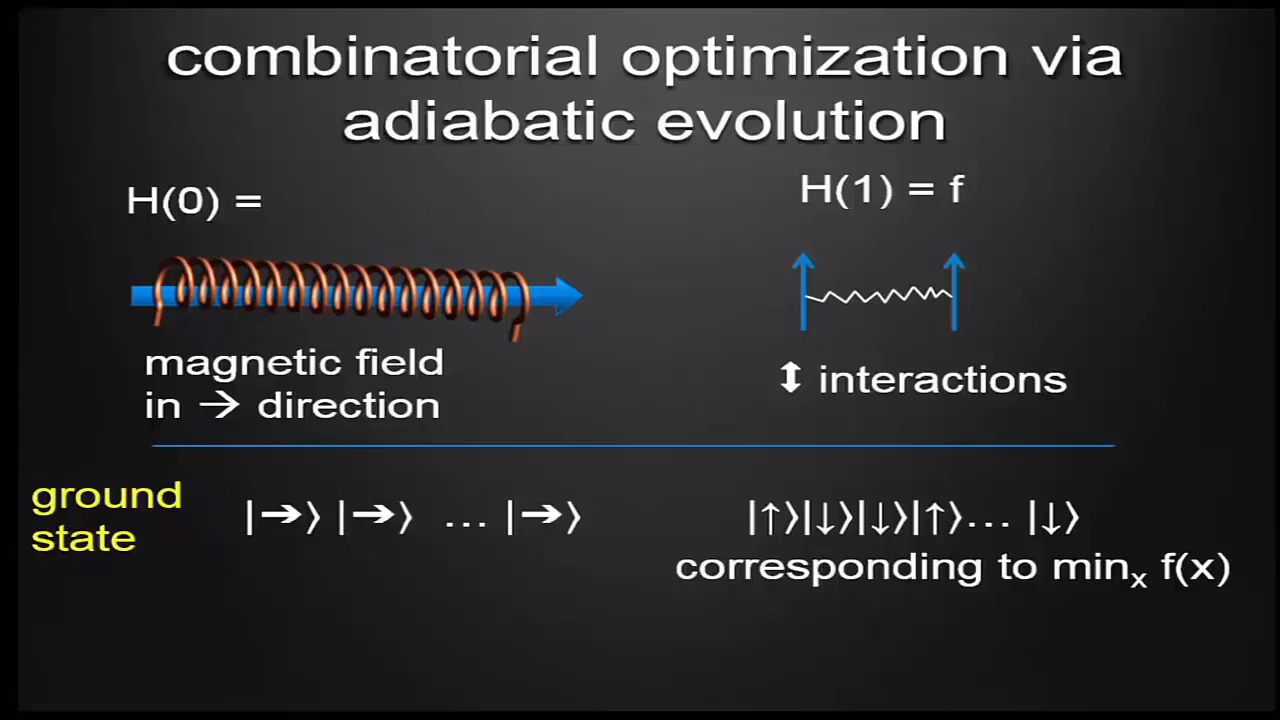 combinatorial optimization via
adiabatic evolution
H(0) =
magnetic field
in → direction
H(1) = f
↕ interactions
ground
state
|➔⟩ |➔⟩ … |➔⟩
|↑⟩|↓⟩|↓⟩|↑⟩… |↓⟩
corresponding to minₓ f(x)